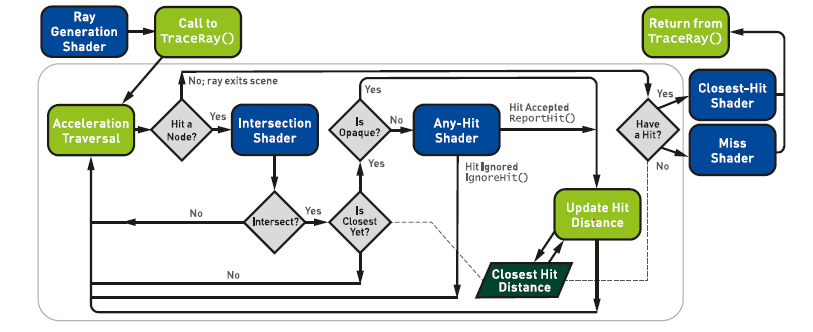 Ray
Generation
Shader
Call to
TraceRay()
Return from
TraceRay()
No; ray exits scene
Acceleration
Traversal
Hit a
Node?
Yes
Intersection
Shader
Yes
Is
Opaque?
No
Any-Hit
Shader
Hit Accepted
ReportHit()
Have
a Hit?
Yes
Closest-Hit
Shader
Miss
Shader
No
Yes
Hit Ignored
IgnoreHit()
No
Intersect?
Yes
Is
Closest
Yet?
Update Hit
Distance
No
Closest Hit
Distance